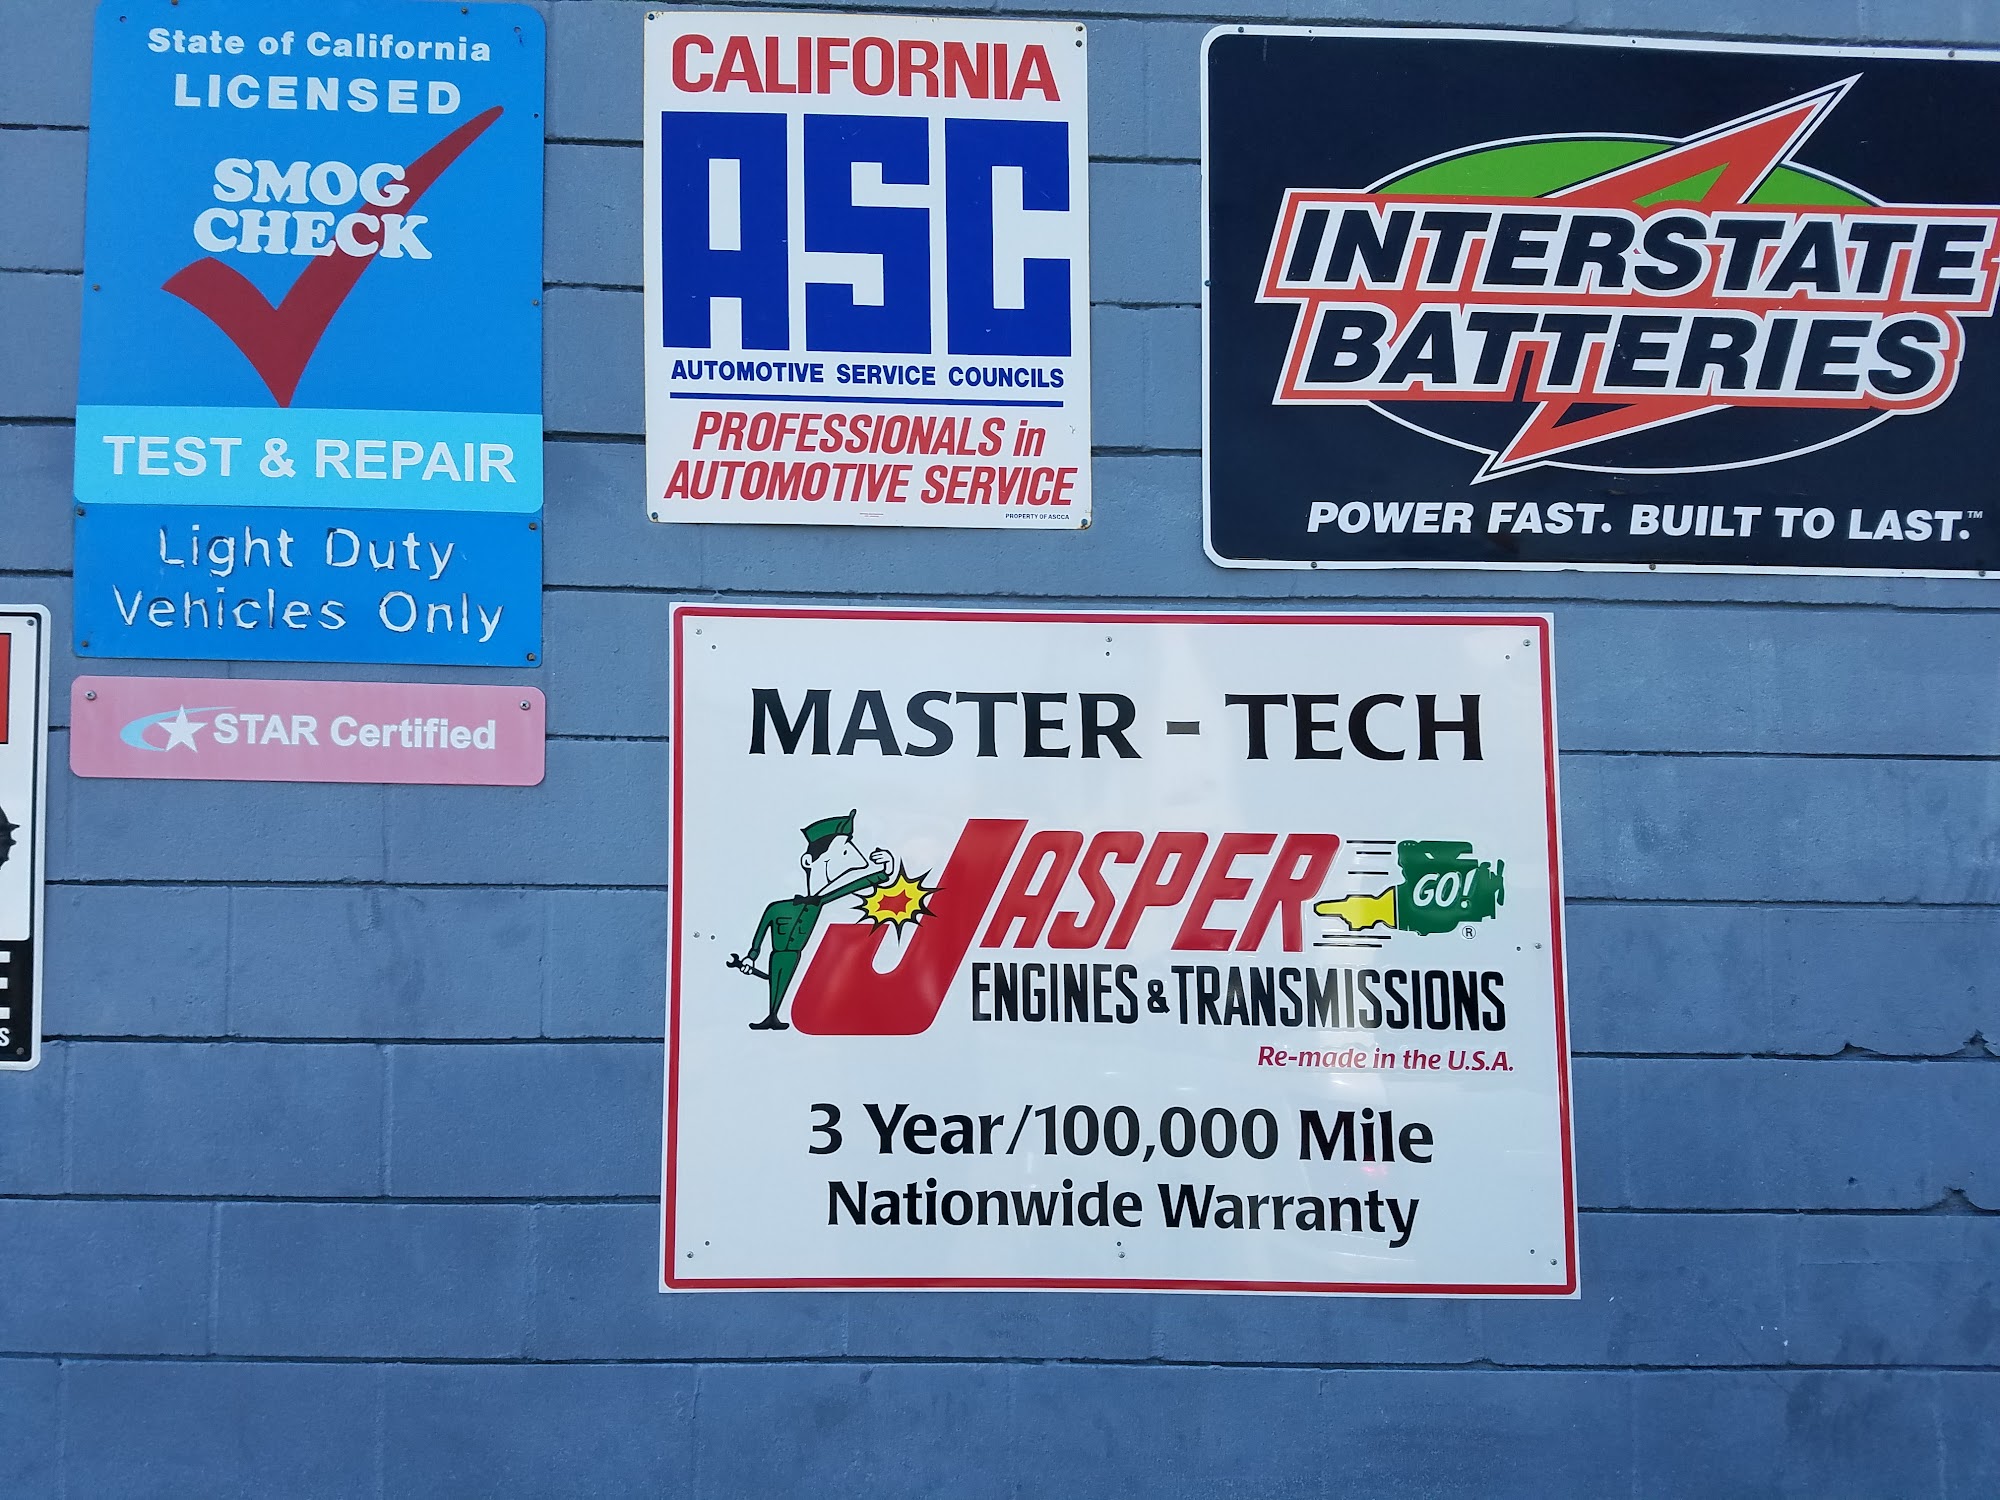 State of California
LICENSED
SMOG
CHECK
TEST & REPAIR
Light Duty
Vehicles Only
STAR Certified
CALIFORNIA
ASC
AUTOMOTIVE SERVICE COUNCILS
PROFESSIONALS in
AUTOMOTIVE SERVICE
PROPERTY OF ASCCA
INTERSTATE
BATTERIES
POWER FAST. BUILT TO LAST.™
MASTER - TECH
JASPER GO! ®
ENGINES & TRANSMISSIONS
Re-made in the U.S.A.
3 Year/100,000 Mile
Nationwide Warranty